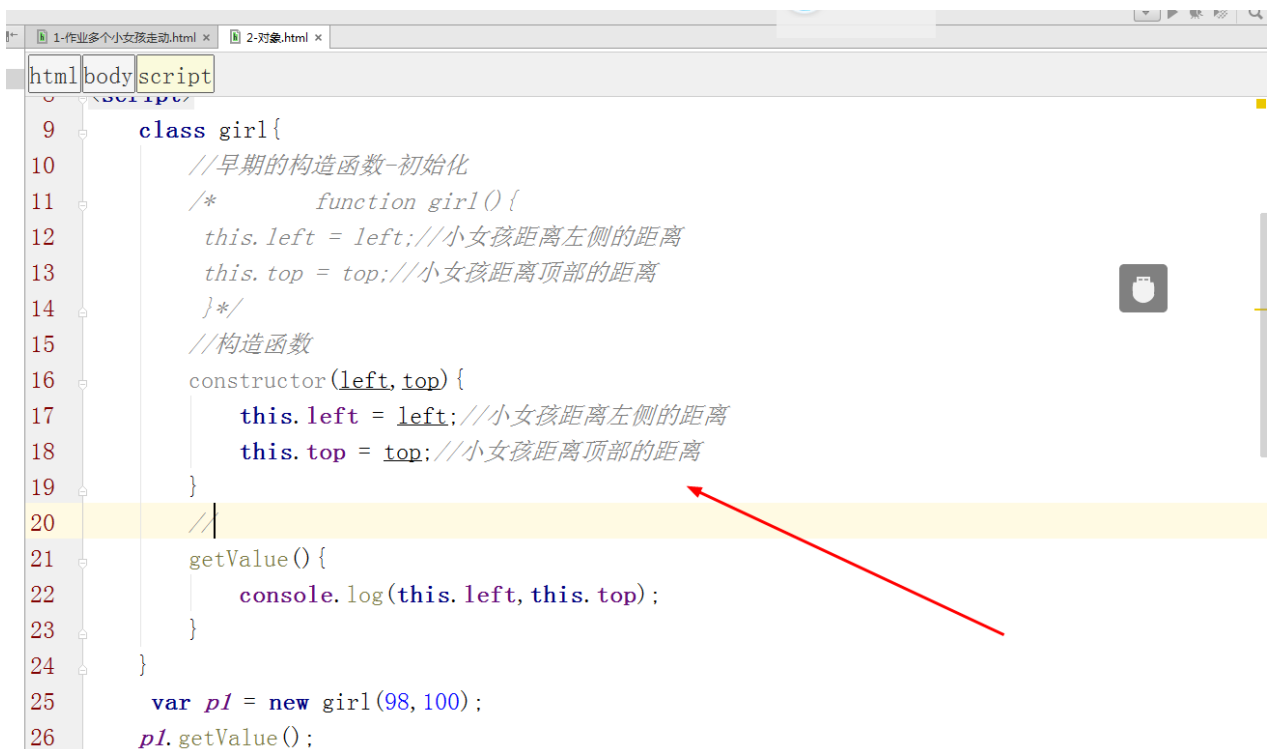 1-作业多个小女孩走动.html × 2-对象.html ×
html body script
8 <script>
9 class girl{
10 //早期的构造函数-初始化
11 /* function girl(){
12 this.left = left;//小女孩距离左侧的距离
13 this.top = top;//小女孩距离顶部的距离
14 }*/
15 //构造函数
16 constructor(left,top){
17 this.left = left;//小女孩距离左侧的距离
18 this.top = top;//小女孩距离顶部的距离
19 }
20 //
21 getValue(){
22 console.log(this.left,this.top);
23 }
24 }
25 var p1 = new girl(98,100);
26 p1.getValue();